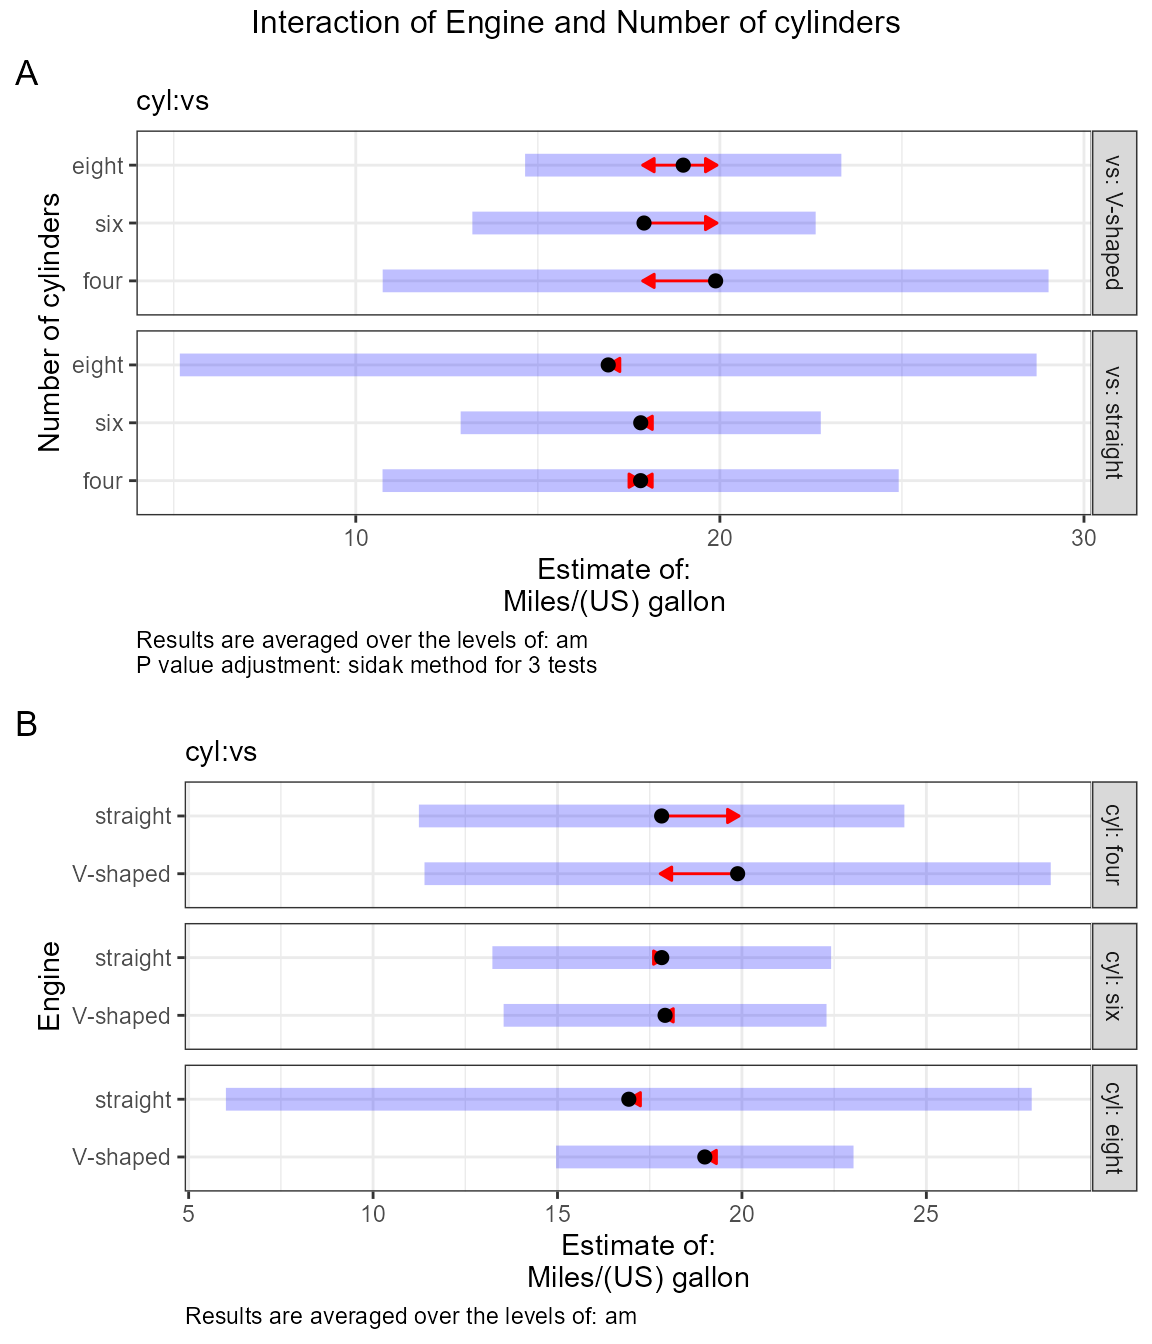 Interaction of Engine and Number of cylinders
A
cyl:vs
Number of cylinders
eight
six
four
vs: V-shaped
eight
six
four
vs: straight
10 20 30
Estimate of:
Miles/(US) gallon
Results are averaged over the levels of: am
P value adjustment: sidak method for 3 tests
B
cyl:vs
Engine
straight
V-shaped
cyl: four
straight
V-shaped
cyl: six
straight
V-shaped
cyl: eight
5 10 15 20 25
Estimate of:
Miles/(US) gallon
Results are averaged over the levels of: am